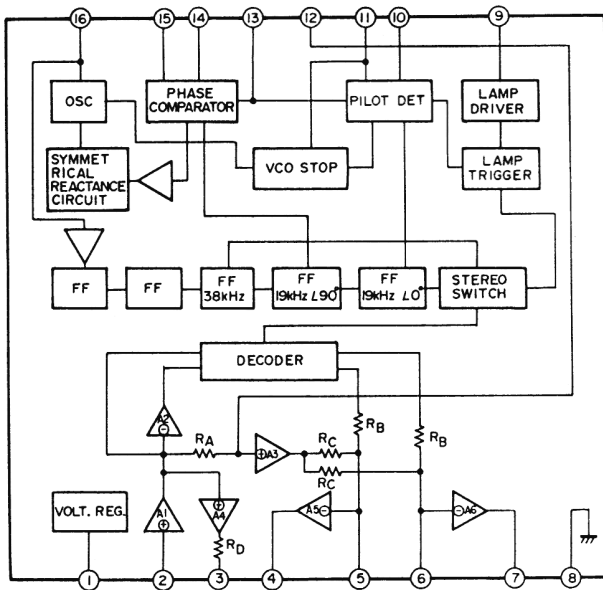 16 15 14 13 12 11 10 9
OSC
PHASE
COMPARATOR
PILOT DET
LAMP
DRIVER
SYMMET
RICAL
REACTANCE
CIRCUIT
VCO STOP
LAMP
TRIGGER
FF
FF
FF
38kHz
FF
19kHz ∠90°
FF
19kHz ∠0
STEREO
SWITCH
DECODER
A2
⊖
RA
⊕A3
RC
RC
RB
RB
VOLT. REG.
A1
⊕
⊕
A4
RD
A5⊖
⊖A6
1 2 3 4 5 6 7 8